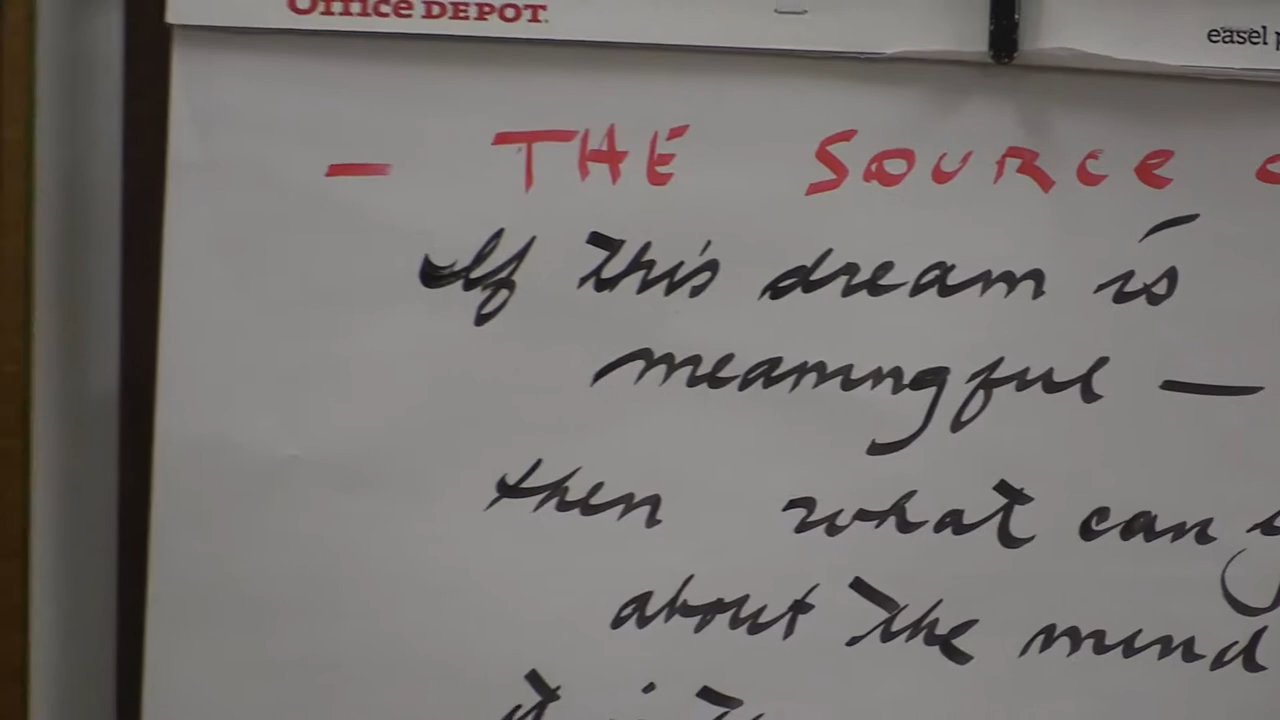 Office DEPOT.
easel
- THE SOURCE
If this dream is
meaningful —
then what can
about the mind